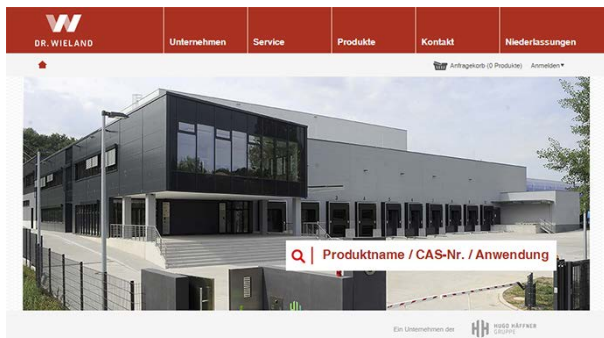 DR. WIELAND
Unternehmen Service Produkte Kontakt Niederlassungen
Anfragekorb (0 Produkte) Anmelden
Produktname / CAS-Nr. / Anwendung
Ein Unternehmen der HUGO HÄFFNER
GRUPPE